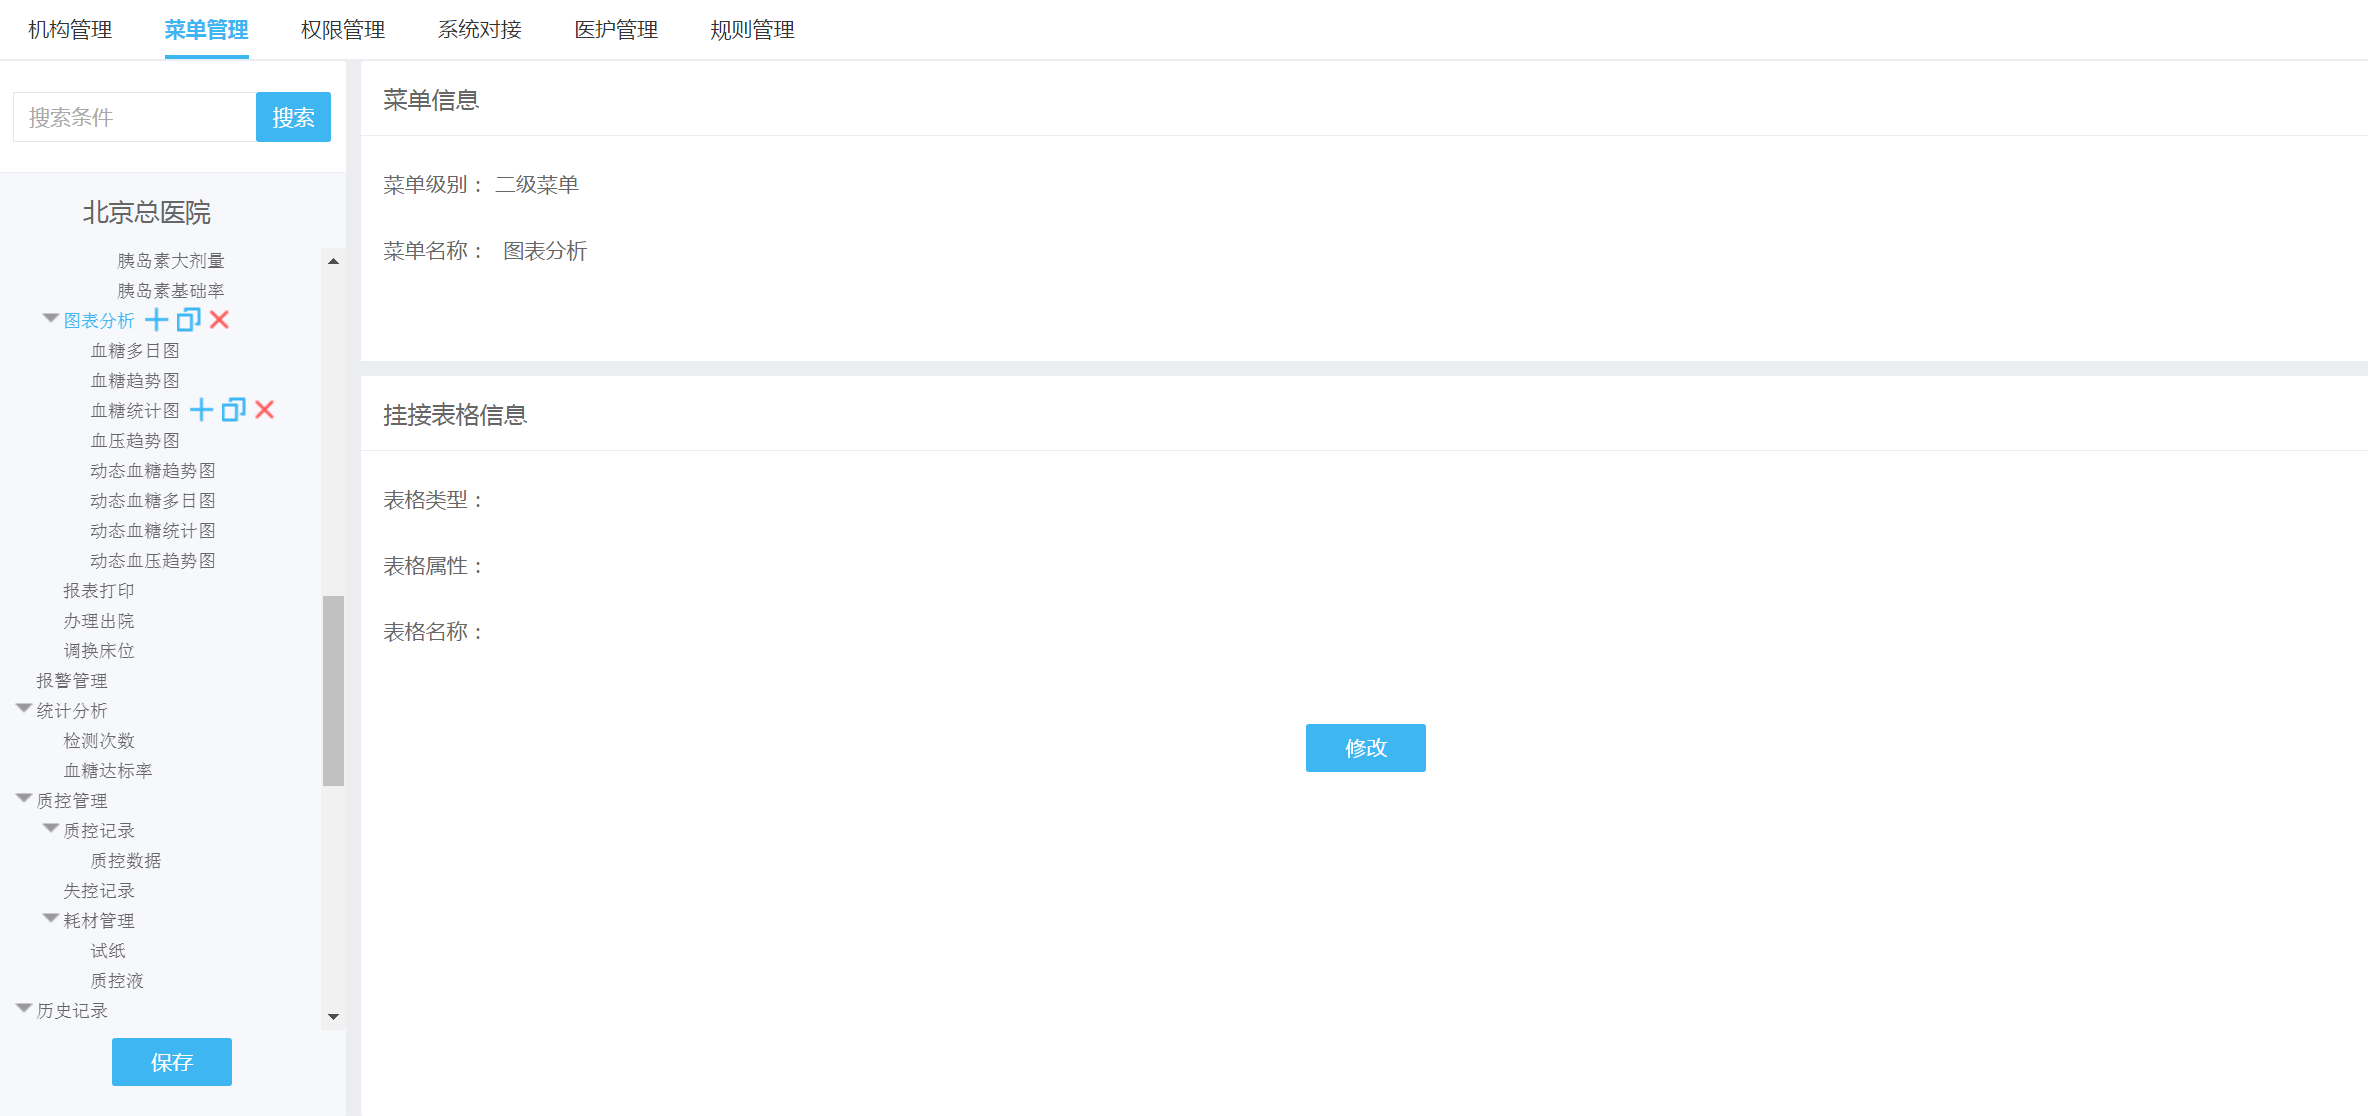 机构管理 菜单管理 权限管理 系统对接 医护管理 规则管理
搜索条件 搜索
北京总医院
胰岛素大剂量
胰岛素基础率
图表分析
血糖多日图
血糖趋势图
血糖统计图
血压趋势图
动态血糖趋势图
动态血糖多日图
动态血糖统计图
动态血压趋势图
报表打印
办理出院
调换床位
报警管理
统计分析
检测次数
血糖达标率
质控管理
质控记录
质控数据
失控记录
耗材管理
试纸
质控液
历史记录
保存
菜单信息
菜单级别： 二级菜单
菜单名称： 图表分析
挂接表格信息
表格类型：
表格属性：
表格名称：
修改